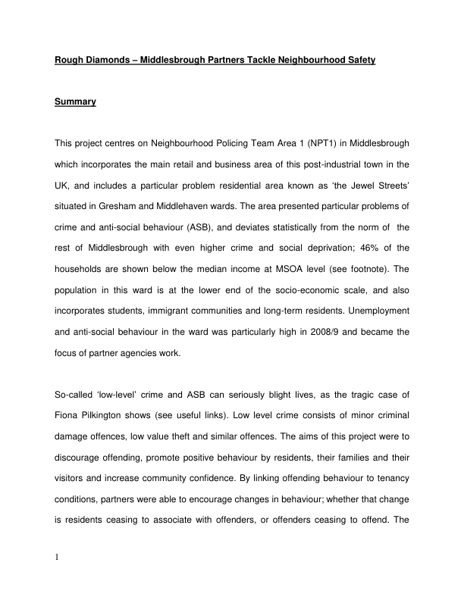 Rough Diamonds – Middlesbrough Partners Tackle Neighbourhood Safety
Summary
This project centres on Neighbourhood Policing Team Area 1 (NPT1) in Middlesbrough
which incorporates the main retail and business area of this post-industrial town in the
UK, and includes a particular problem residential area known as ‘the Jewel Streets’
situated in Gresham and Middlehaven wards. The area presented particular problems of
crime and anti-social behaviour (ASB), and deviates statistically from the norm of the
rest of Middlesbrough with even higher crime and social deprivation; 46% of the
households are shown below the median income at MSOA level (see footnote). The
population in this ward is at the lower end of the socio-economic scale, and also
incorporates students, immigrant communities and long-term residents. Unemployment
and anti-social behaviour in the ward was particularly high in 2008/9 and became the
focus of partner agencies work.
So-called ‘low-level’ crime and ASB can seriously blight lives, as the tragic case of
Fiona Pilkington shows (see useful links). Low level crime consists of minor criminal
damage offences, low value theft and similar offences. The aims of this project were to
discourage offending, promote positive behaviour by residents, their families and their
visitors and increase community confidence. By linking offending behaviour to tenancy
conditions, partners were able to encourage changes in behaviour; whether that change
is residents ceasing to associate with offenders, or offenders ceasing to offend. The
1